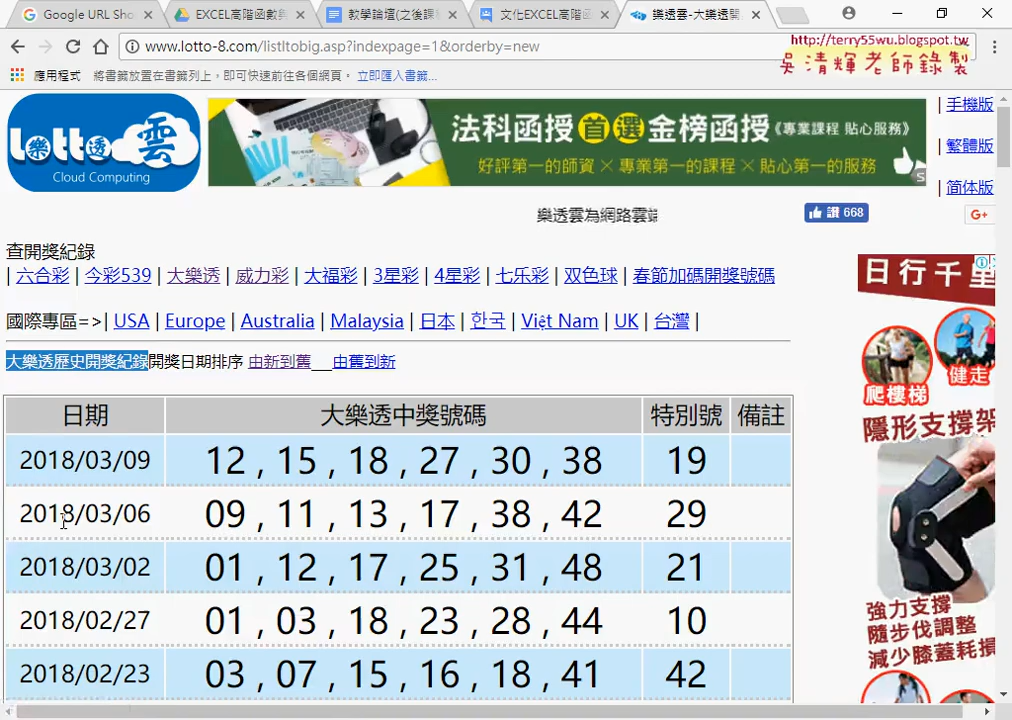 Google URL Sho
EXCEL高階函數與
教學論壇(之後課
文化EXCEL高階函
樂透雲-大樂透開
www.lotto-8.com/listltobig.asp?indexpage=1&orderby=new
http://terry55wu.blogspot.tw
吳清輝老師錄製
應用程式
將書籤放置在書籤列上，即可快速前往各個網頁。
立即匯入書籤...
lotto樂透雲
Cloud Computing
法科函授首選金榜函授《專業課程 貼心服務》
好評第一的師資 × 專業第一的課程 × 貼心第一的服務
| 手機版
| 繁體版
| 简体版
樂透雲為網路雲端
讚 668
G+
查開獎紀錄
| 六合彩 | 今彩539 | 大樂透 | 威力彩 | 大福彩 | 3星彩 | 4星彩 | 七乐彩 | 双色球 | 春節加碼開獎號碼
國際專區=>| USA | Europe | Australia | Malaysia | 日本 | 한국 | Việt Nam | UK | 台灣 |
大樂透歷史開獎紀錄開獎日期排序 由新到舊 由舊到新
日期 大樂透中獎號碼 特別號 備註
2018/03/09 12 , 15 , 18 , 27 , 30 , 38 19
2018/03/06 09 , 11 , 13 , 17 , 38 , 42 29
2018/03/02 01 , 12 , 17 , 25 , 31 , 48 21
2018/02/27 01 , 03 , 18 , 23 , 28 , 44 10
2018/02/23 03 , 07 , 15 , 16 , 18 , 41 42
日行千里
爬樓梯
健走
隱形支撐架
強力支撐
隨步伐調整
減少膝蓋耗損